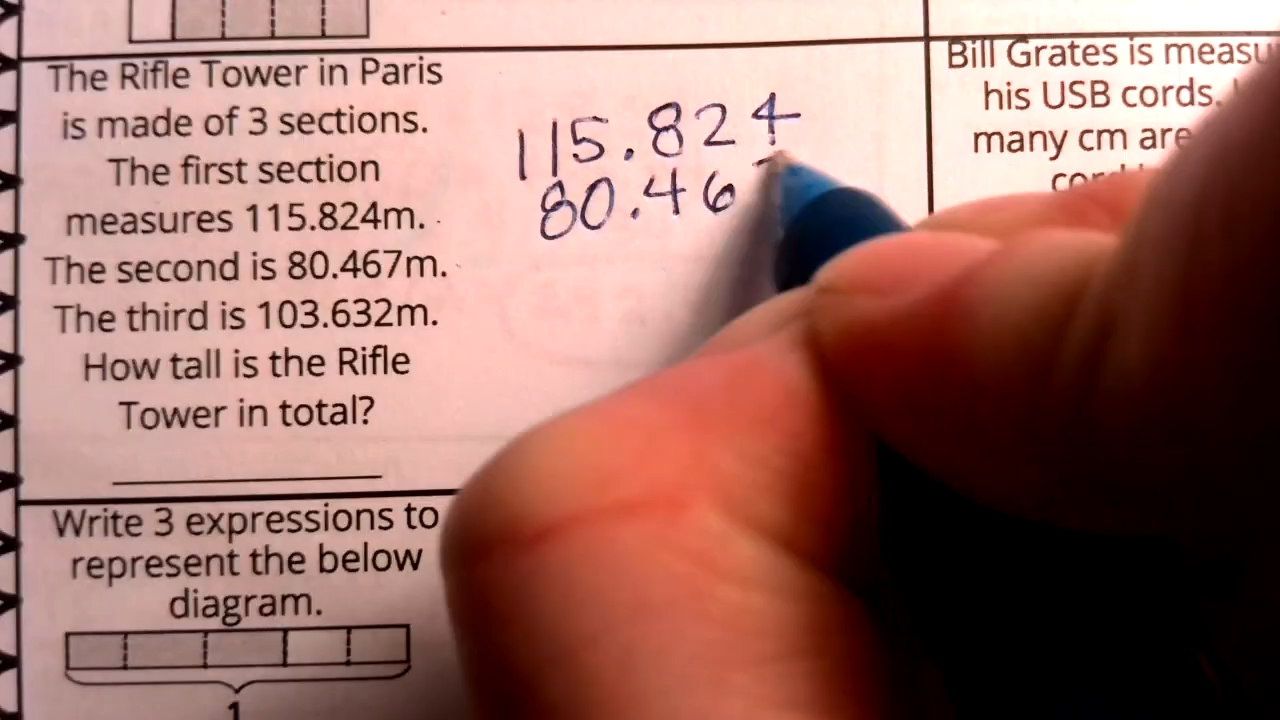 The Rifle Tower in Paris
is made of 3 sections.
The first section
measures 115.824m.
The second is 80.467m.
The third is 103.632m.
How tall is the Rifle
Tower in total?
115.824
80.46
Bill Grates is
his USB cords.
many cm are
Write 3 expressions to
represent the below
diagram.
1